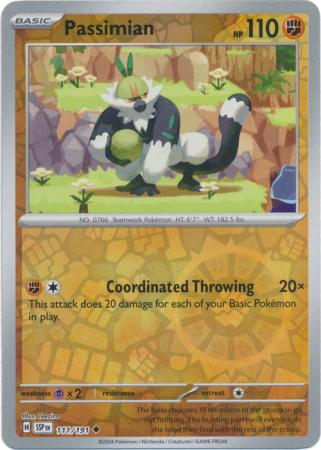 BASIC
Passimian
HP 110
NO. 0766 Teamwork Pokémon HT: 6'7" WT: 182.5 lbs.
Coordinated Throwing 20×
This attack does 20 damage for each of your Basic Pokémon
in play.
weakness ×2 resistance retreat
Illus.
H SSP EN 111/191
©2024 Pokémon / Nintendo / Creatures / GAME FREAK
The boss chooses 10 members of the group to go
out hunting. The hunting party will evenly split
the food they find with the rest of the group.